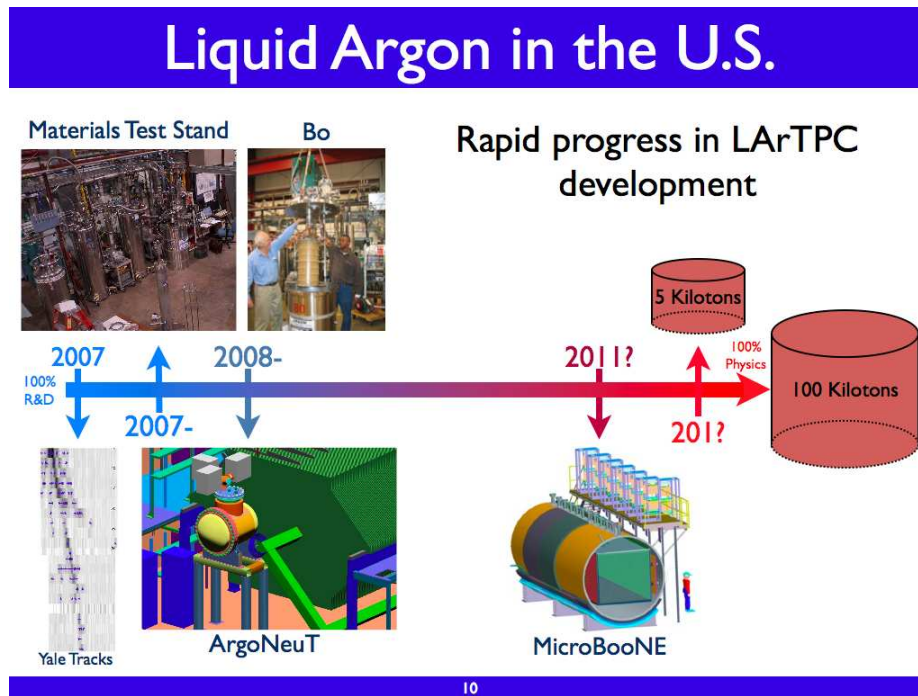 Liquid Argon in the U.S.
Materials Test Stand
Bo
Rapid progress in LArTPC
development
5 Kilotons
2007
2008-
2011?
100%
Physics
100%
R&D
100 Kilotons
2007-
201?
Yale Tracks
ArgoNeuT
MicroBooNE
10